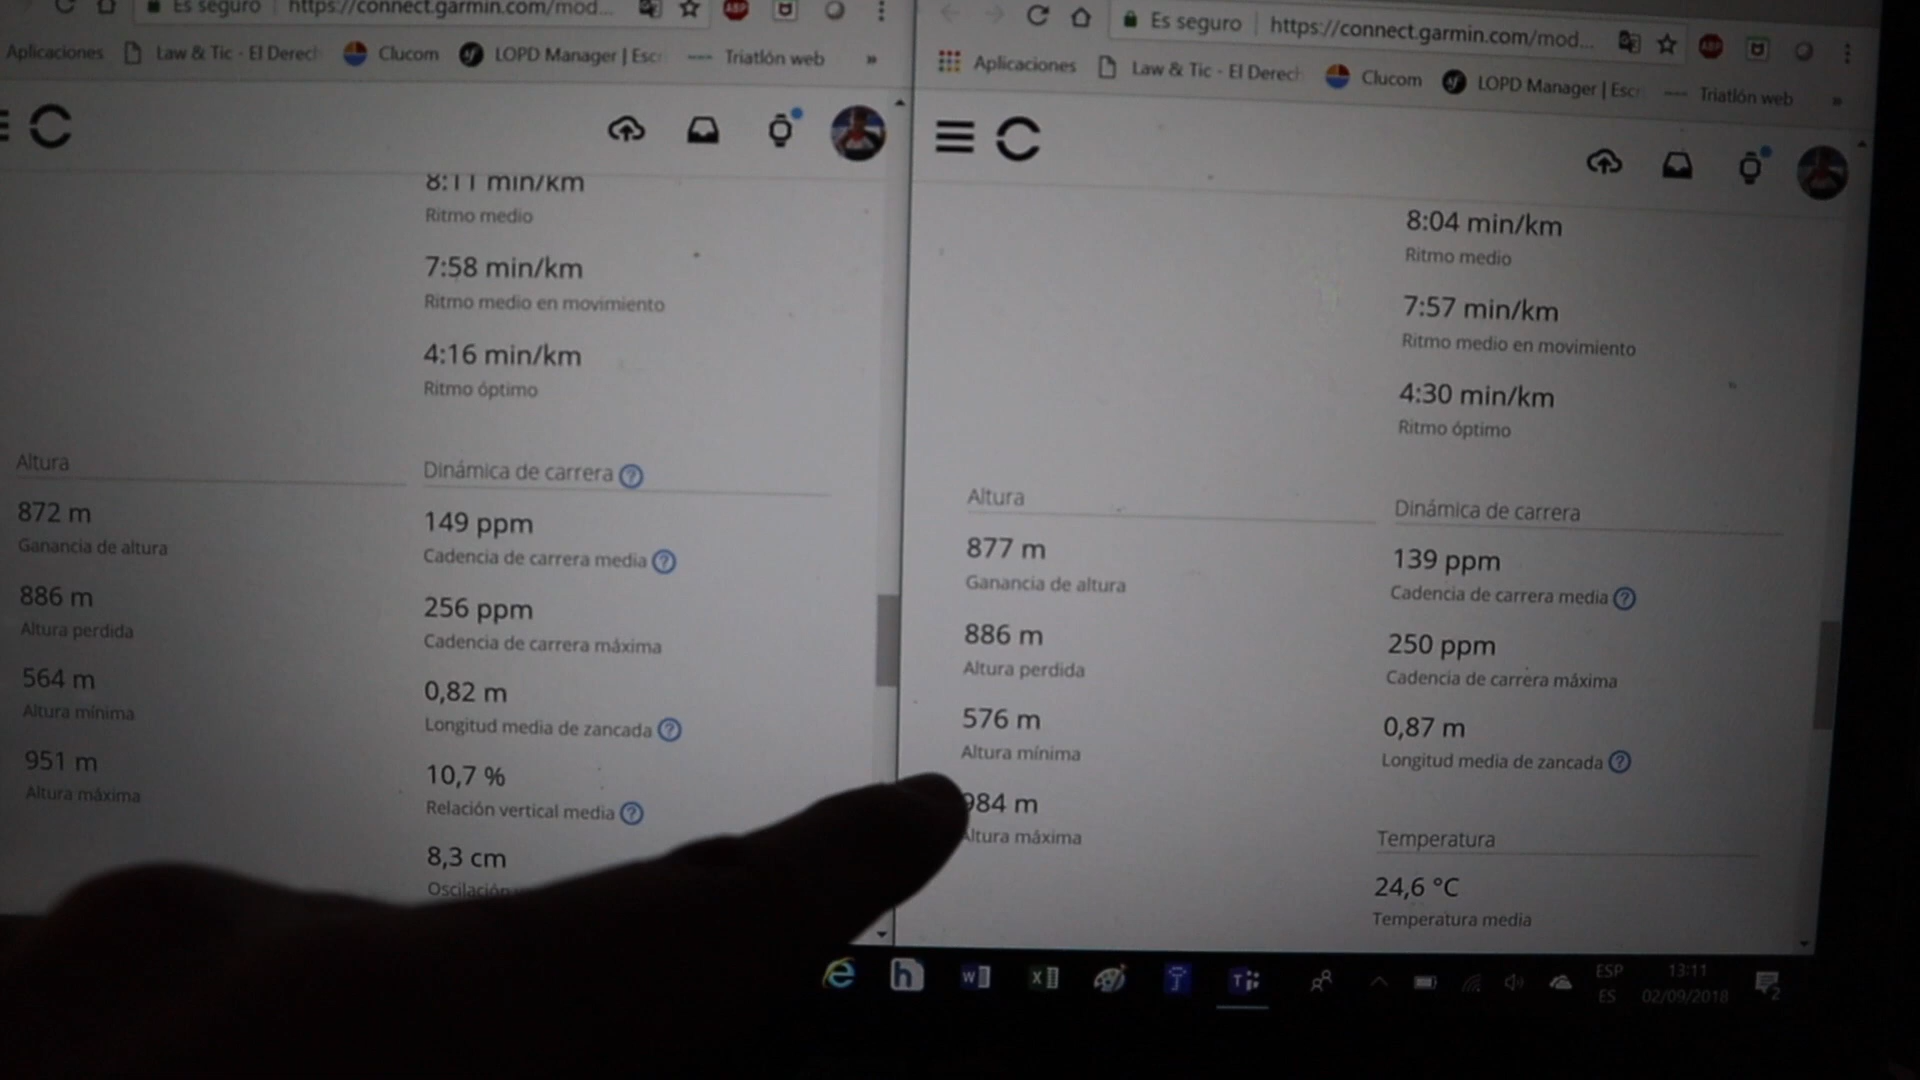 Es seguro | https://connect.garmin.com/mod...
Aplicaciones Law & Tic - El Derech Clucom LOPD Manager | Escr Triatlón web »
8:11 min/km
Ritmo medio
7:58 min/km
Ritmo medio en movimiento
4:16 min/km
Ritmo óptimo
Altura
872 m
Ganancia de altura
886 m
Altura perdida
564 m
Altura mínima
951 m
Altura máxima
Dinámica de carrera ?
149 ppm
Cadencia de carrera media ?
256 ppm
Cadencia de carrera máxima
0,82 m
Longitud media de zancada ?
10,7 %
Relación vertical media ?
8,3 cm
Oscilación
Es seguro | https://connect.garmin.com/mod...
Aplicaciones Law & Tic - El Derech Clucom LOPD Manager | Escr Triatlón web »
8:04 min/km
Ritmo medio
7:57 min/km
Ritmo medio en movimiento
4:30 min/km
Ritmo óptimo
Altura
877 m
Ganancia de altura
886 m
Altura perdida
576 m
Altura mínima
984 m
Altura máxima
Dinámica de carrera
139 ppm
Cadencia de carrera media ?
250 ppm
Cadencia de carrera máxima
0,87 m
Longitud media de zancada ?
Temperatura
24,6 °C
Temperatura media
ESP
ES
13:11
02/09/2018
2